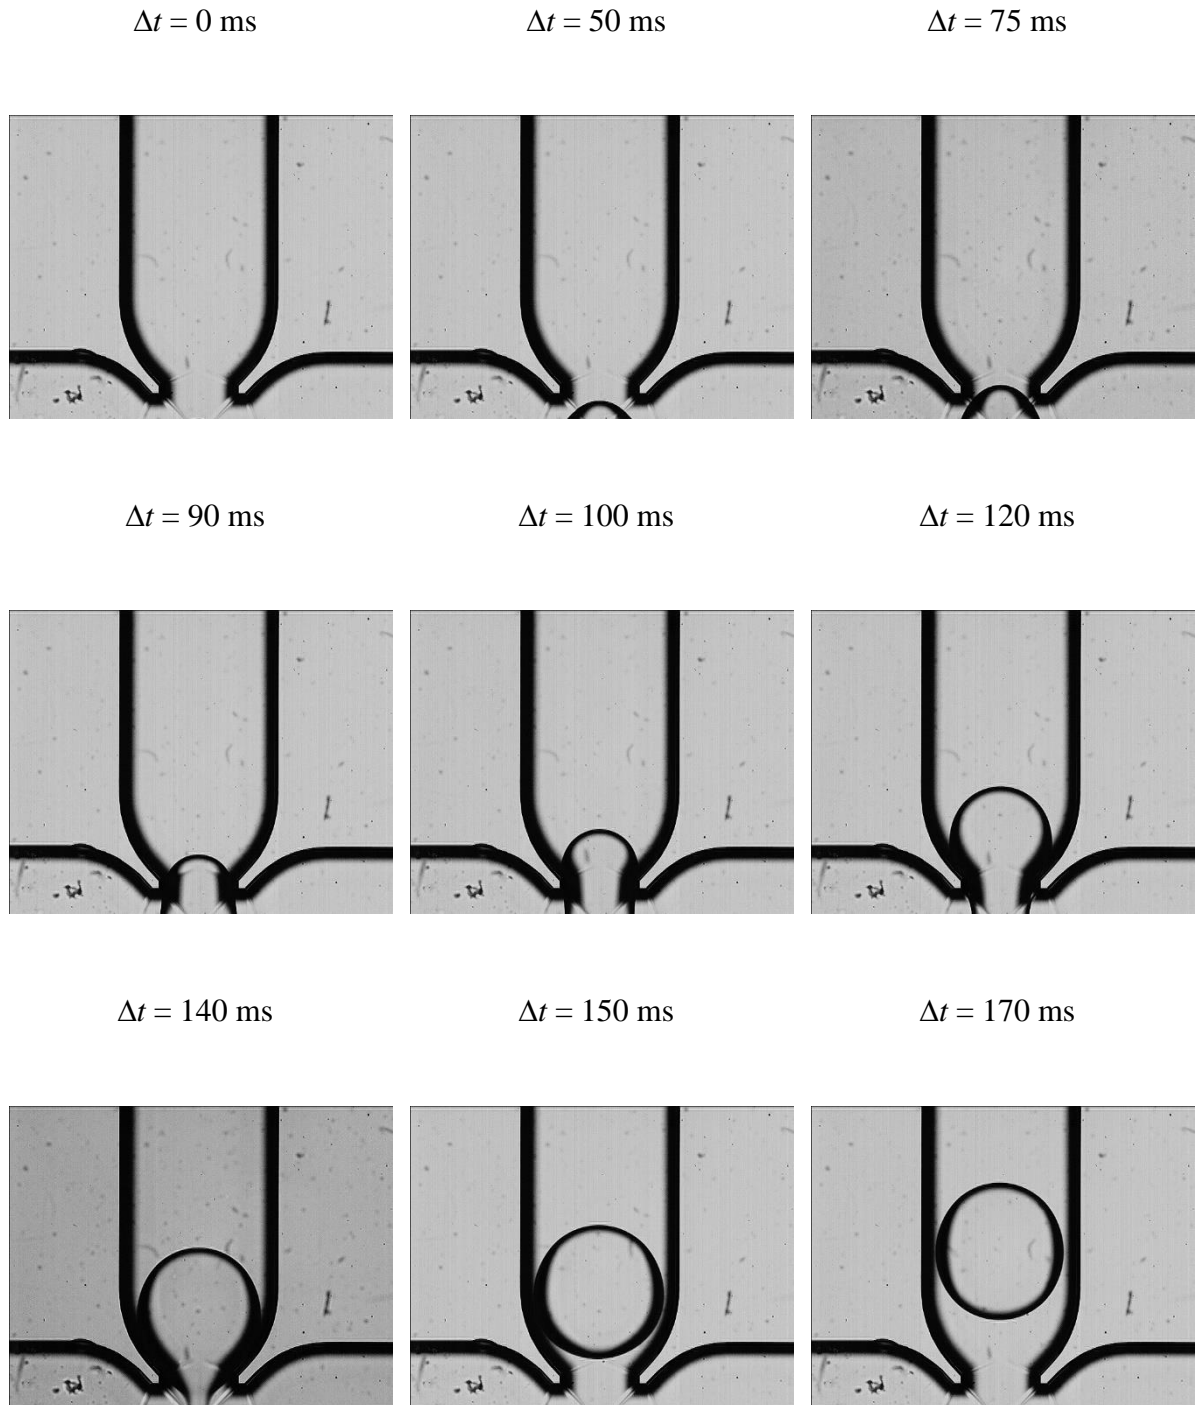 Δt = 0 ms
Δt = 50 ms
Δt = 75 ms
Δt = 90 ms
Δt = 100 ms
Δt = 120 ms
Δt = 140 ms
Δt = 150 ms
Δt = 170 ms